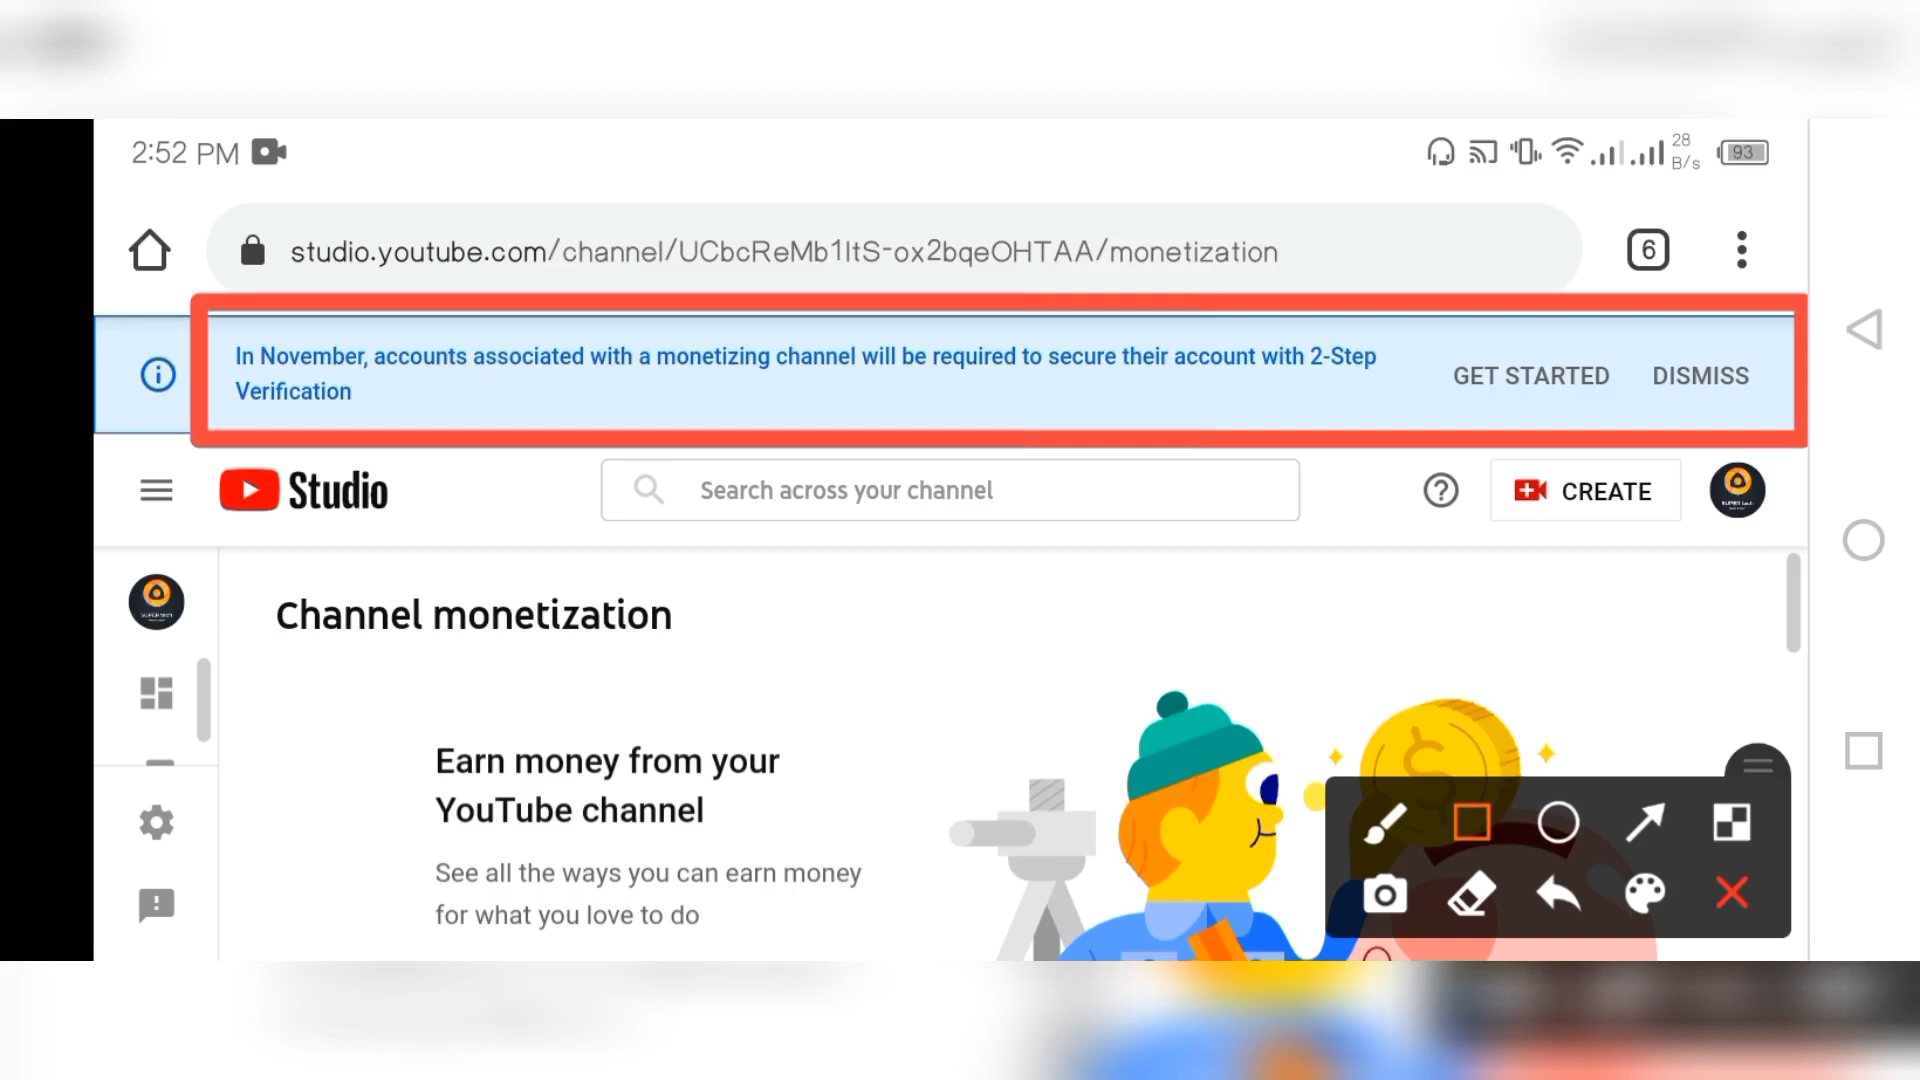 2:52 PM
28
B/s
93
studio.youtube.com/channel/UCbcReMb1ItS-ox2bqeOHTAA/monetization
6
In November, accounts associated with a monetizing channel will be required to secure their account with 2-Step
Verification
GET STARTED
DISMISS
Studio
Search across your channel
CREATE
Channel monetization
Earn money from your
YouTube channel
See all the ways you can earn money
for what you love to do